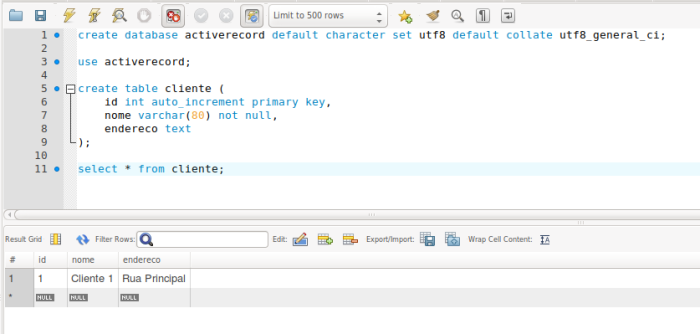 Limit to 500 rows
1 create database activerecord default character set utf8 default collate utf8_general_ci;
2
3 use activerecord;
4
5 create table cliente (
6 id int auto_increment primary key,
7 nome varchar(80) not null,
8 endereco text
9 );
10
11 select * from cliente;
Result Grid Filter Rows: Edit: Export/Import: Wrap Cell Content: IA
# id nome endereco
1 1 Cliente 1 Rua Principal
* NULL NULL NULL